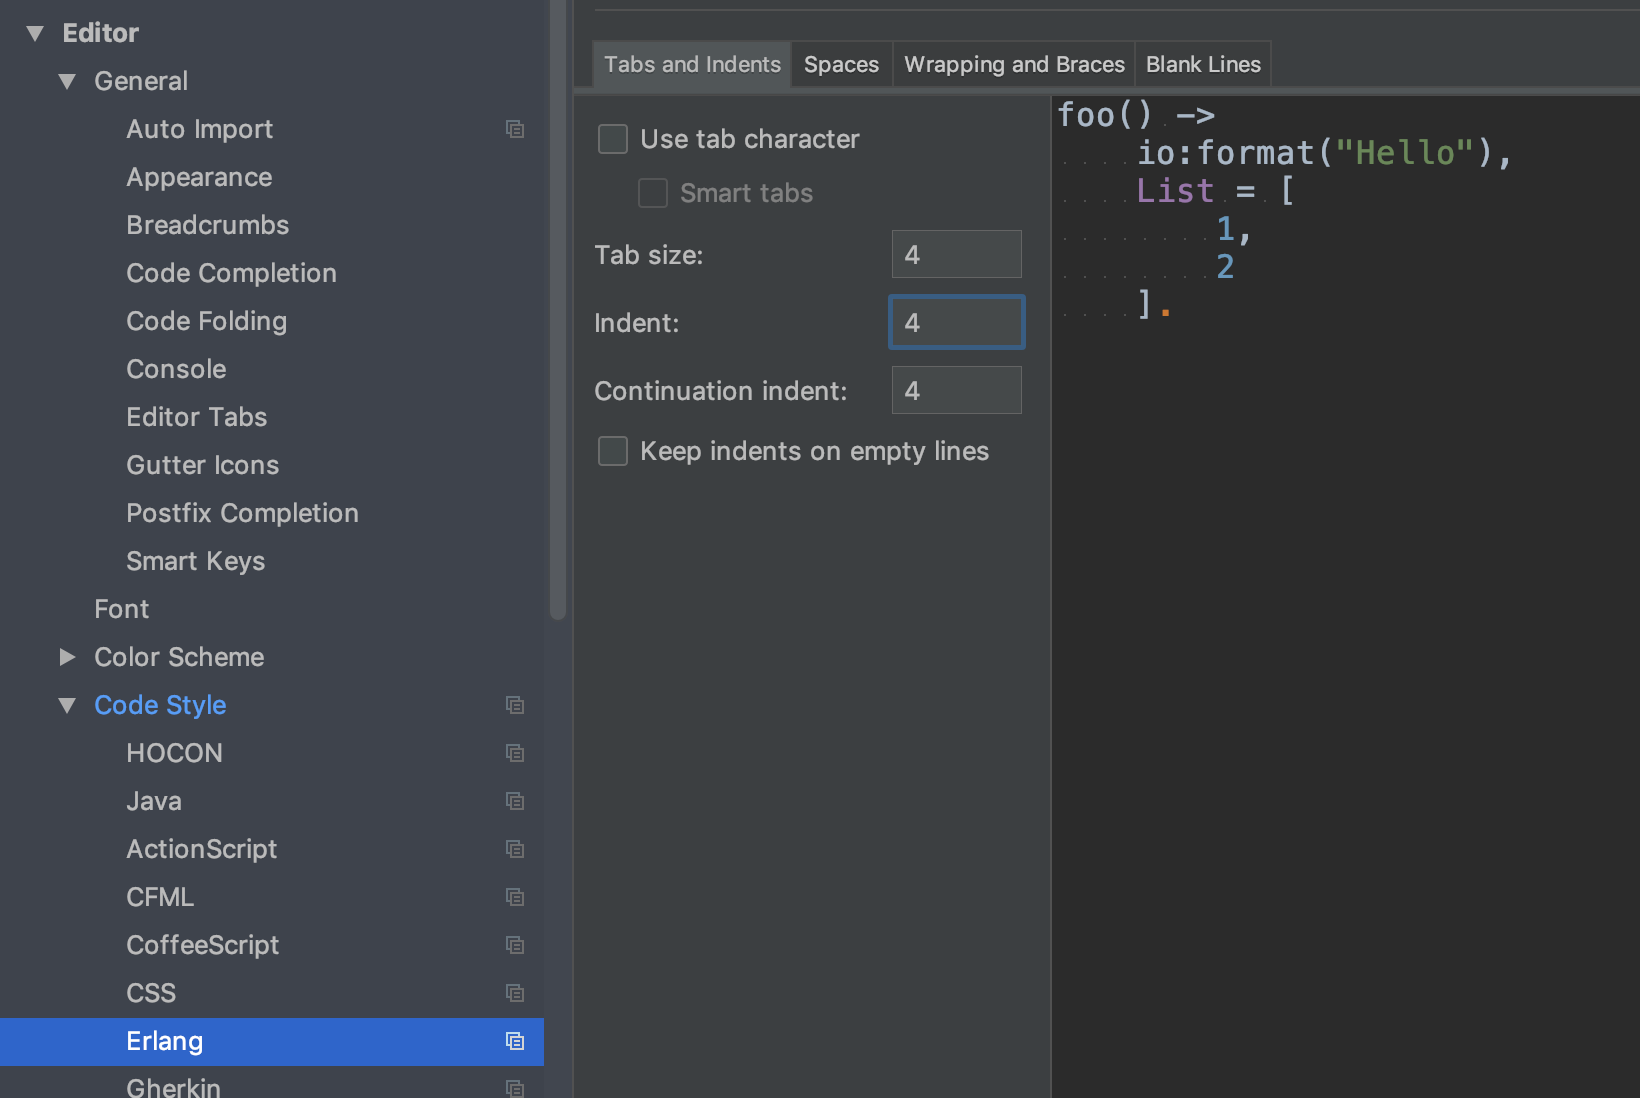 Editor
General
Auto Import
Appearance
Breadcrumbs
Code Completion
Code Folding
Console
Editor Tabs
Gutter Icons
Postfix Completion
Smart Keys
Font
Color Scheme
Code Style
HOCON
Java
ActionScript
CFML
CoffeeScript
CSS
Erlang
Gherkin
Tabs and Indents Spaces Wrapping and Braces Blank Lines
Use tab character
Smart tabs
Tab size: 4
Indent: 4
Continuation indent: 4
Keep indents on empty lines
foo() ->
    io:format("Hello"),
    List = [
        1,
        2
    ].